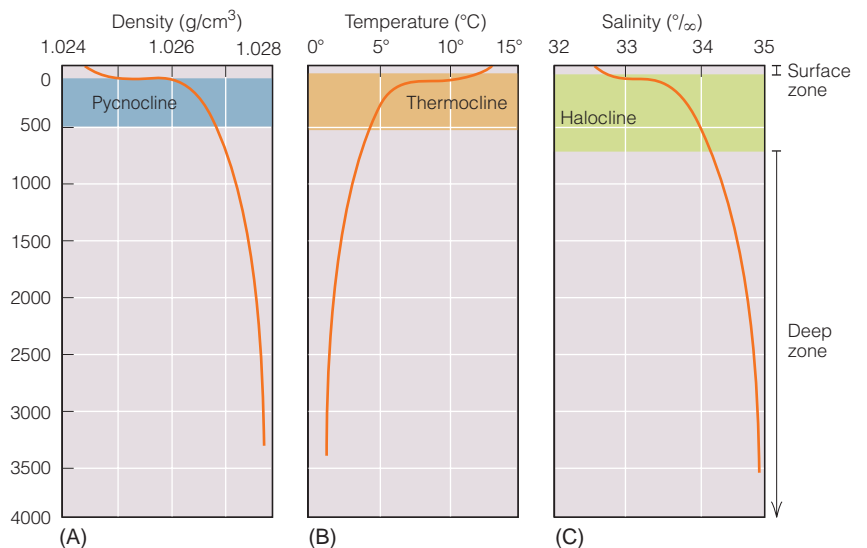 Density (g/cm³)
1.024 1.026 1.028
Temperature (°C)
0° 5° 10° 15°
Salinity (°/∞)
32 33 34 35
0
500
1000
1500
2000
2500
3000
3500
4000
Pycnocline
Thermocline
Halocline
Surface
zone
Deep
zone
(A)
(B)
(C)